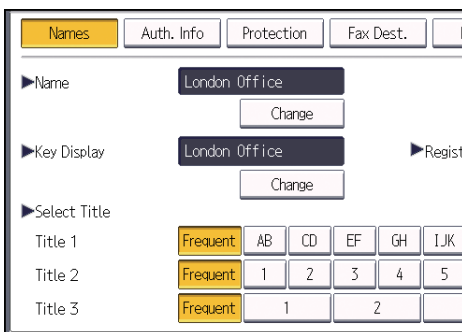 Names Auth. Info Protection Fax Dest.
▶Name London Office
Change
▶Key Display London Office ▶Regist
Change
▶Select Title
Title 1 Frequent AB CD EF GH IJK
Title 2 Frequent 1 2 3 4 5
Title 3 Frequent 1 2